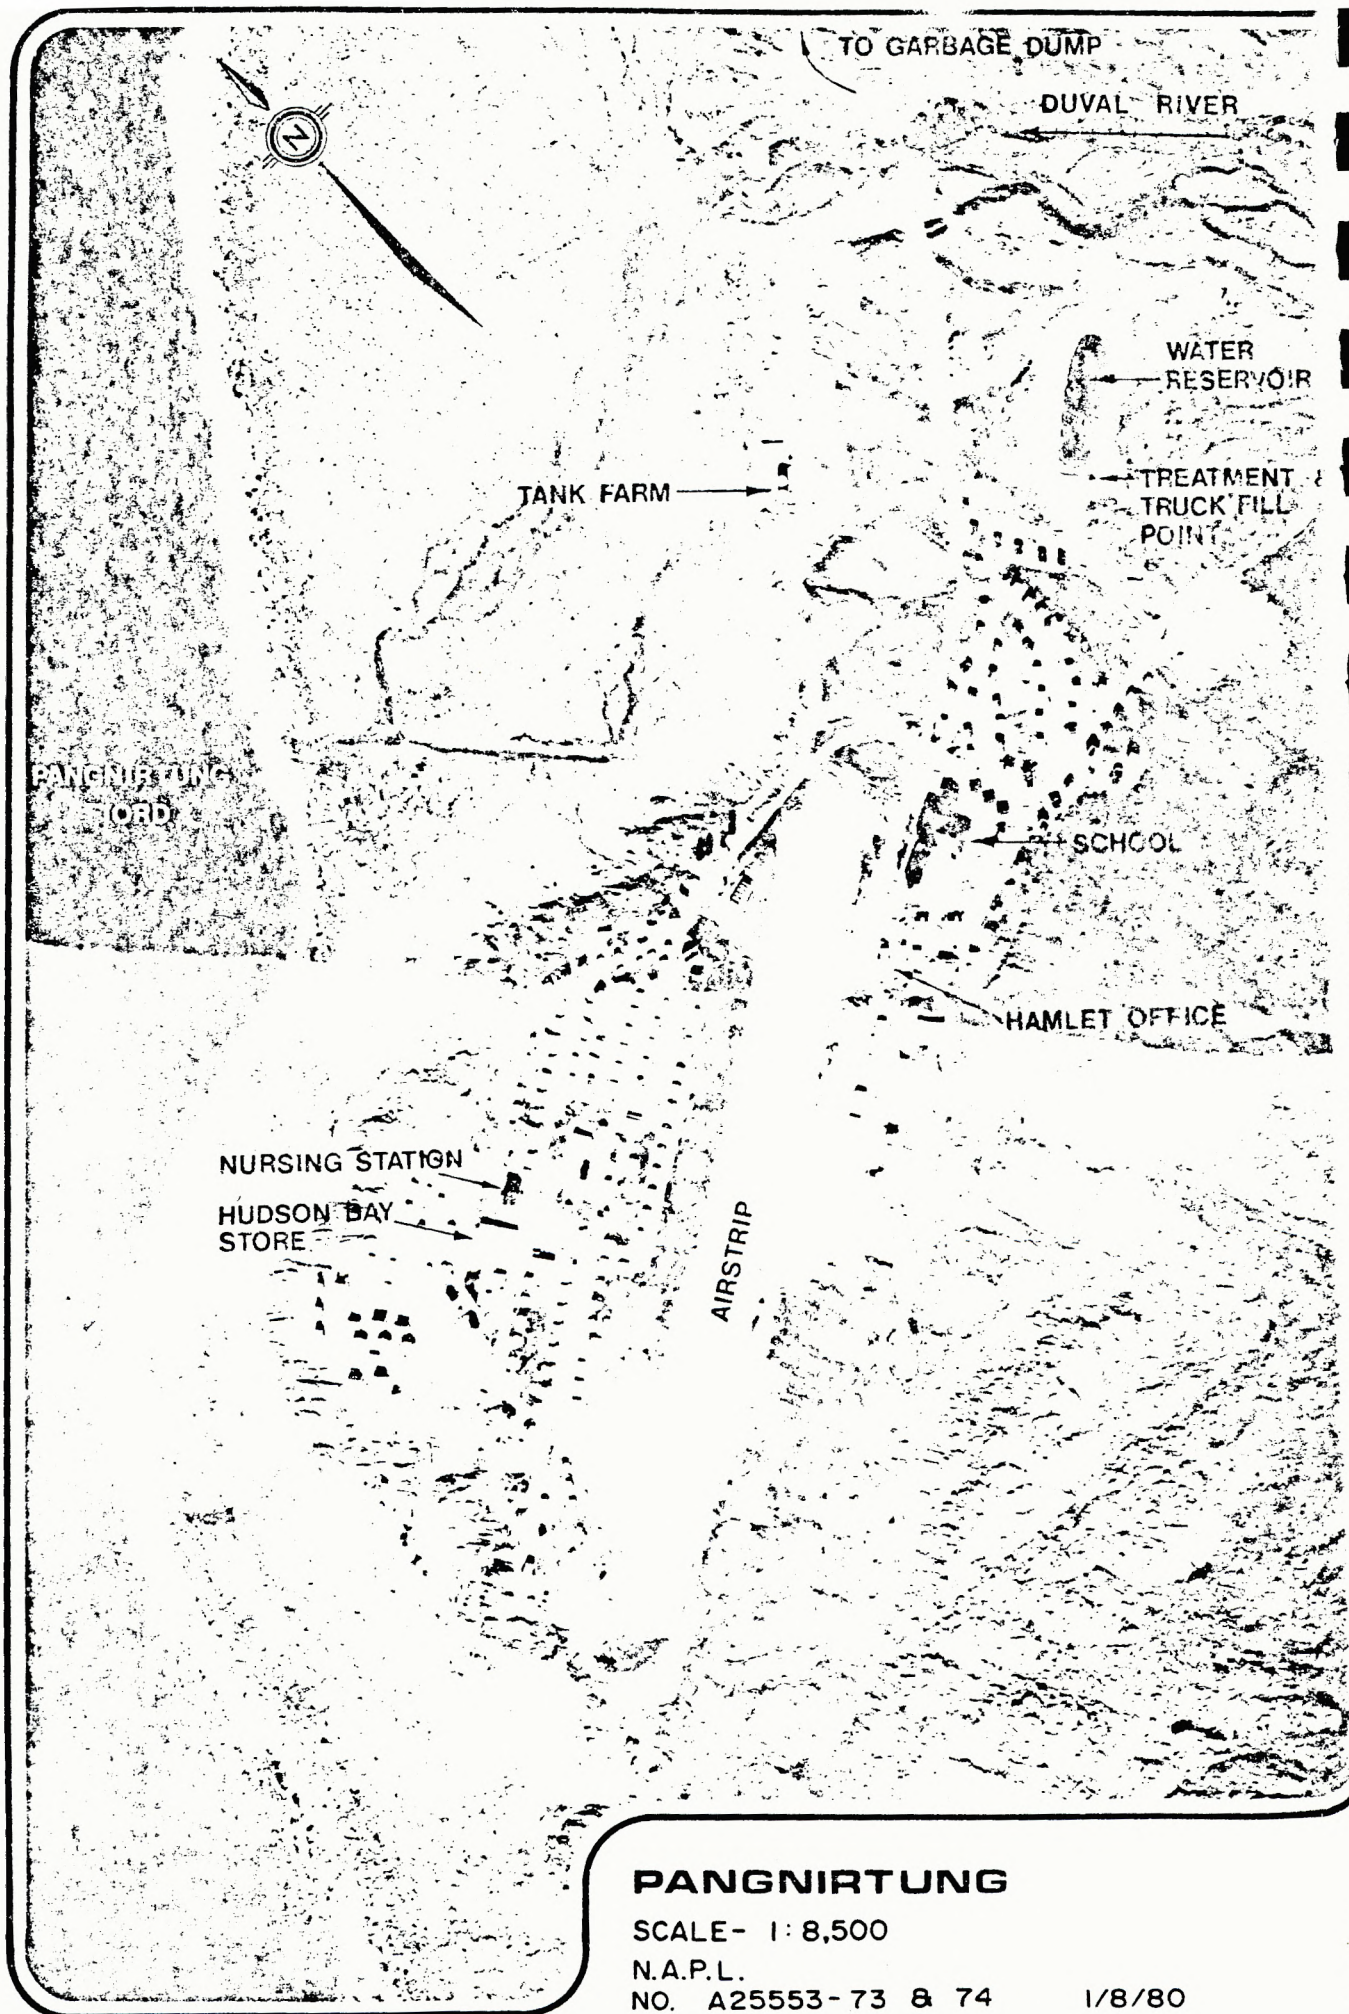 TO GARBAGE DUMP
DUVAL RIVER
N
WATER
RESERVOIR
TANK FARM
TREATMENT &
TRUCK FILL
POINT
PANGNIRTUNG
FJORD
SCHOOL
HAMLET OFFICE
NURSING STATION
HUDSON BAY
STORE
AIRSTRIP
PANGNIRTUNG
SCALE- 1:8,500
N.A.P.L.
NO. A25553-73 & 74 1/8/80